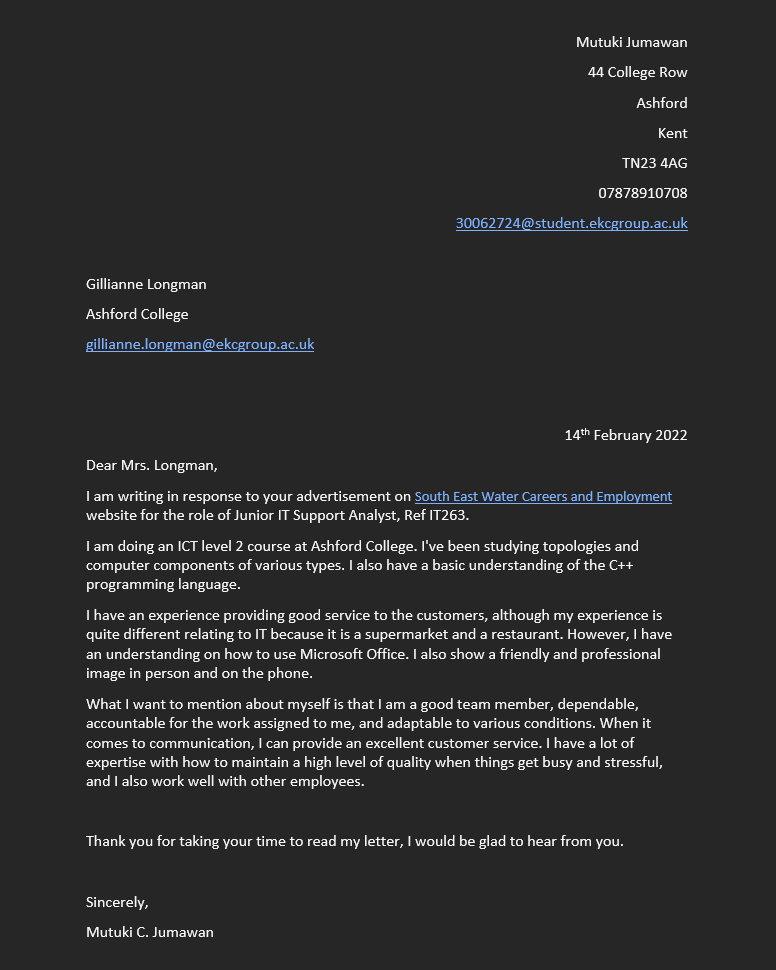 Mutuki Jumawan
44 College Row
Ashford
Kent
TN23 4AG
07878910708
30062724@student.ekcgroup.ac.uk
Gillianne Longman
Ashford College
gillianne.longman@ekcgroup.ac.uk
14th February 2022
Dear Mrs. Longman,
I am writing in response to your advertisement on South East Water Careers and Employment
website for the role of Junior IT Support Analyst, Ref IT263.
I am doing an ICT level 2 course at Ashford College. I've been studying topologies and
computer components of various types. I also have a basic understanding of the C++
programming language.
I have an experience providing good service to the customers, although my experience is
quite different relating to IT because it is a supermarket and a restaurant. However, I have
an understanding on how to use Microsoft Office. I also show a friendly and professional
image in person and on the phone.
What I want to mention about myself is that I am a good team member, dependable,
accountable for the work assigned to me, and adaptable to various conditions. When it
comes to communication, I can provide an excellent customer service. I have a lot of
expertise with how to maintain a high level of quality when things get busy and stressful,
and I also work well with other employees.
Thank you for taking your time to read my letter, I would be glad to hear from you.
Sincerely,
Mutuki C. Jumawan